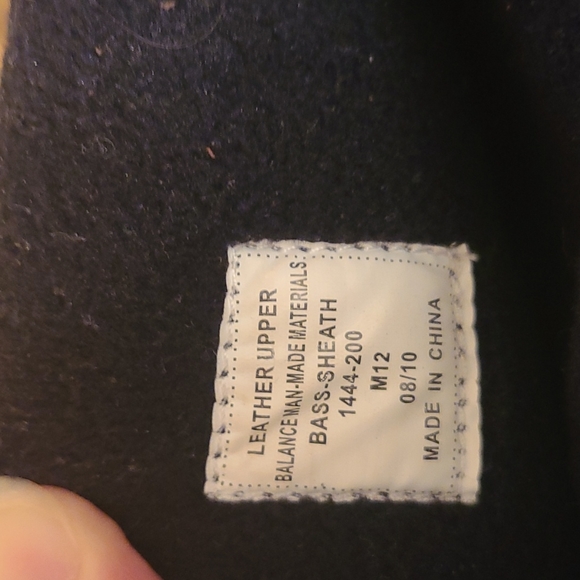 LEATHER UPPER
BALANCE MAN-MADE MATERIALS
BASS-SHEATH
1444-200
M12
08/10
MADE IN CHINA